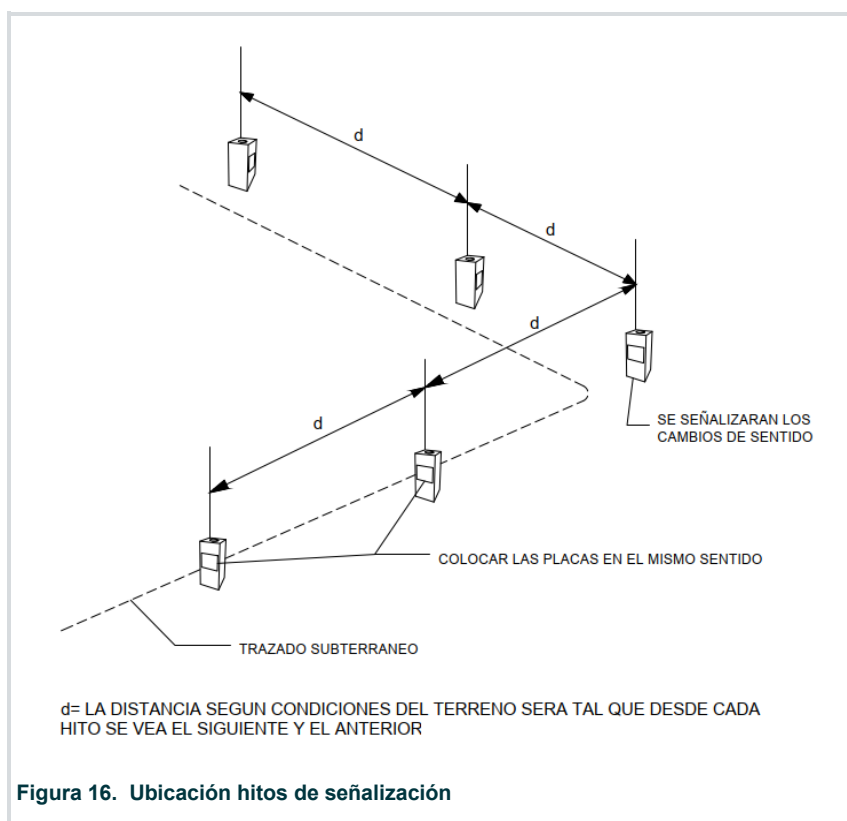 d
d
d
d
SE SEÑALIZARAN LOS
CAMBIOS DE SENTIDO
COLOCAR LAS PLACAS EN EL MISMO SENTIDO
TRAZADO SUBTERRANEO
d= LA DISTANCIA SEGUN CONDICIONES DEL TERRENO SERA TAL QUE DESDE CADA
HITO SE VEA EL SIGUIENTE Y EL ANTERIOR
Figura 16. Ubicación hitos de señalización